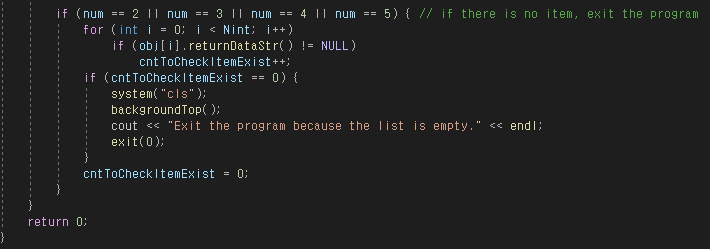 if (num == 2 || num == 3 || num == 4 || num == 5) { // if there is no item, exit the program
for (int i = 0; i < Nint; i++)
if (obj[i].returnDataStr() != NULL)
cntToCheckItemExist++;
if (cntToCheckItemExist == 0) {
system("cls");
backgroundTop();
cout << "Exit the program because the list is empty." << endl;
exit(0);
}
cntToCheckItemExist = 0;
}
}
return 0;
}